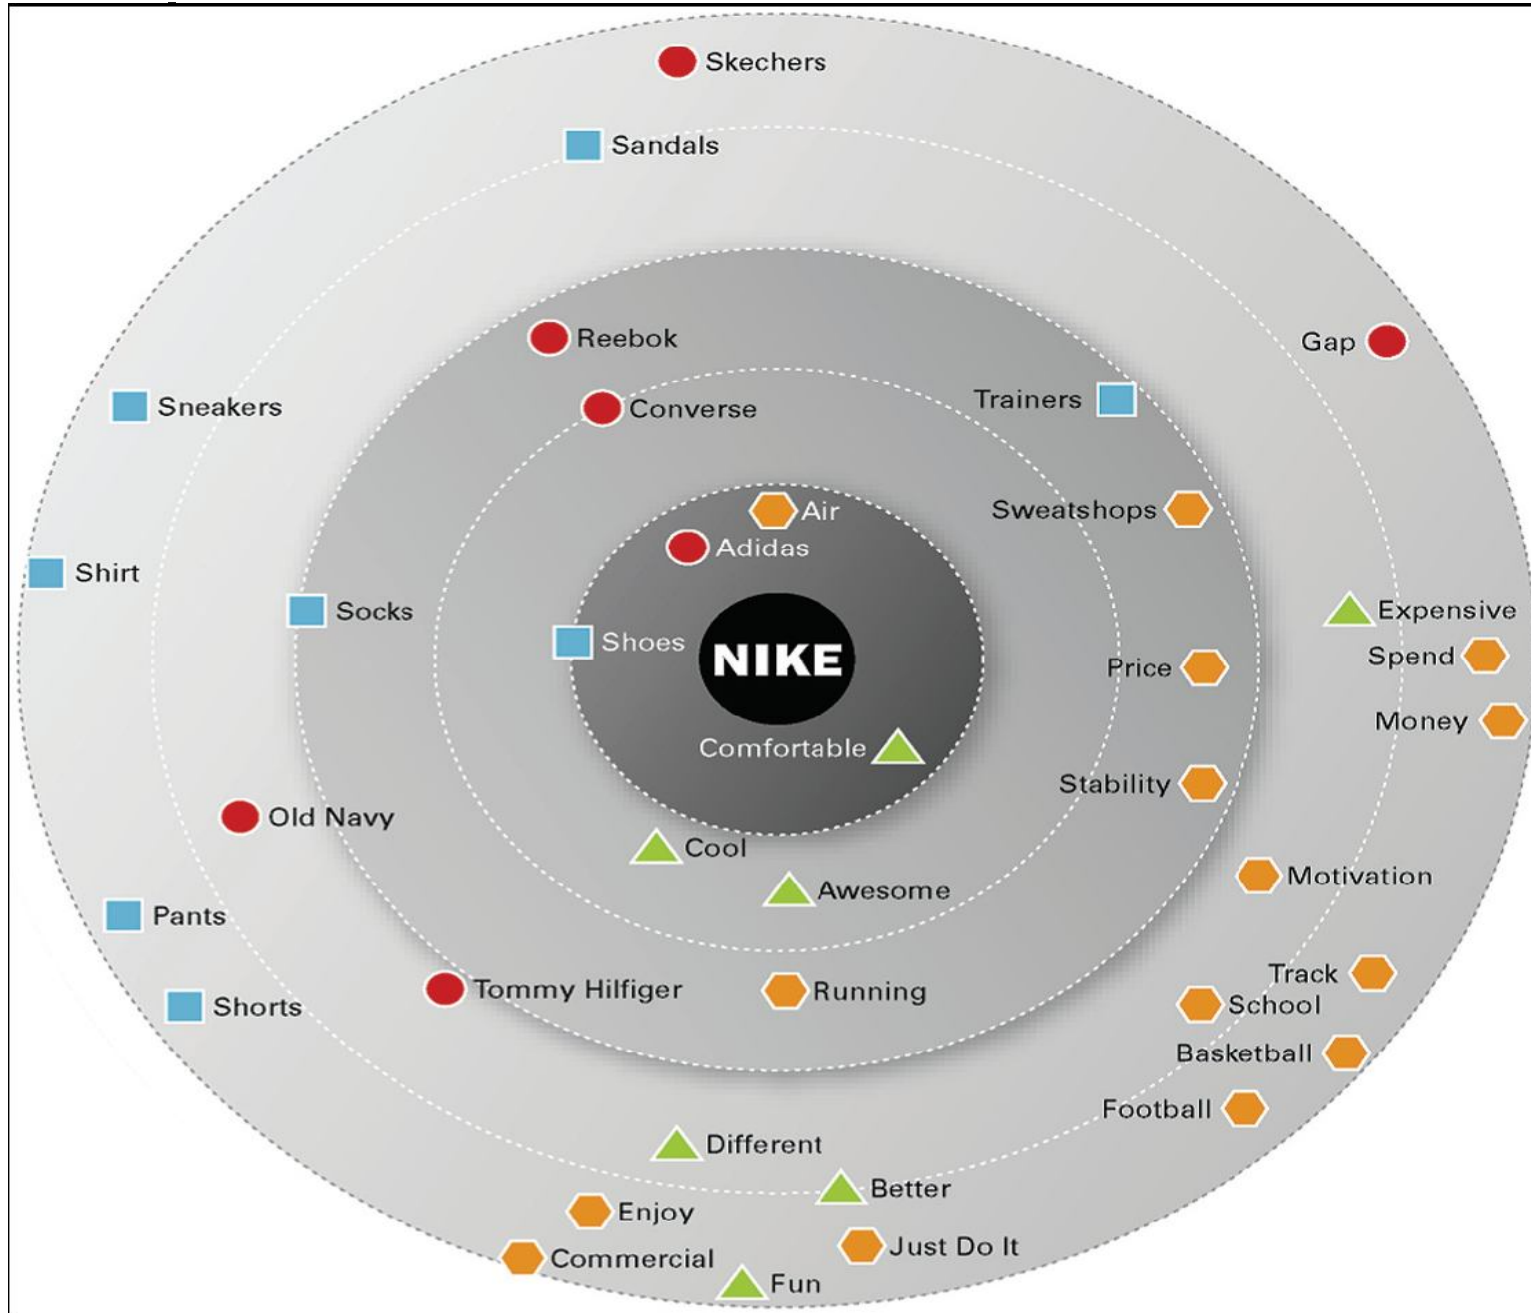 Skechers
Sandals
Reebok
Gap
Trainers
Sneakers
Converse
Sweatshops
Air
Adidas
Shirt
Socks
Expensive
Shoes
NIKE
Spend
Price
Money
Comfortable
Stability
Old Navy
Cool
Motivation
Awesome
Pants
Track
Tommy Hilfiger
Running
School
Shorts
Basketball
Football
Different
Better
Enjoy
Just Do It
Commercial
Fun